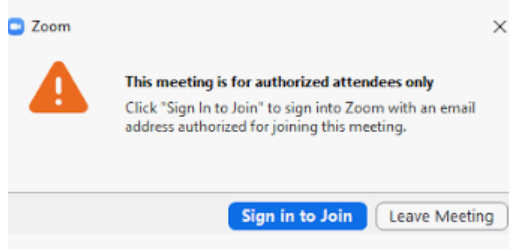 Zoom
This meeting is for authorized attendees only
Click "Sign In to Join" to sign into Zoom with an email
address authorized for joining this meeting.
Sign in to Join
Leave Meeting